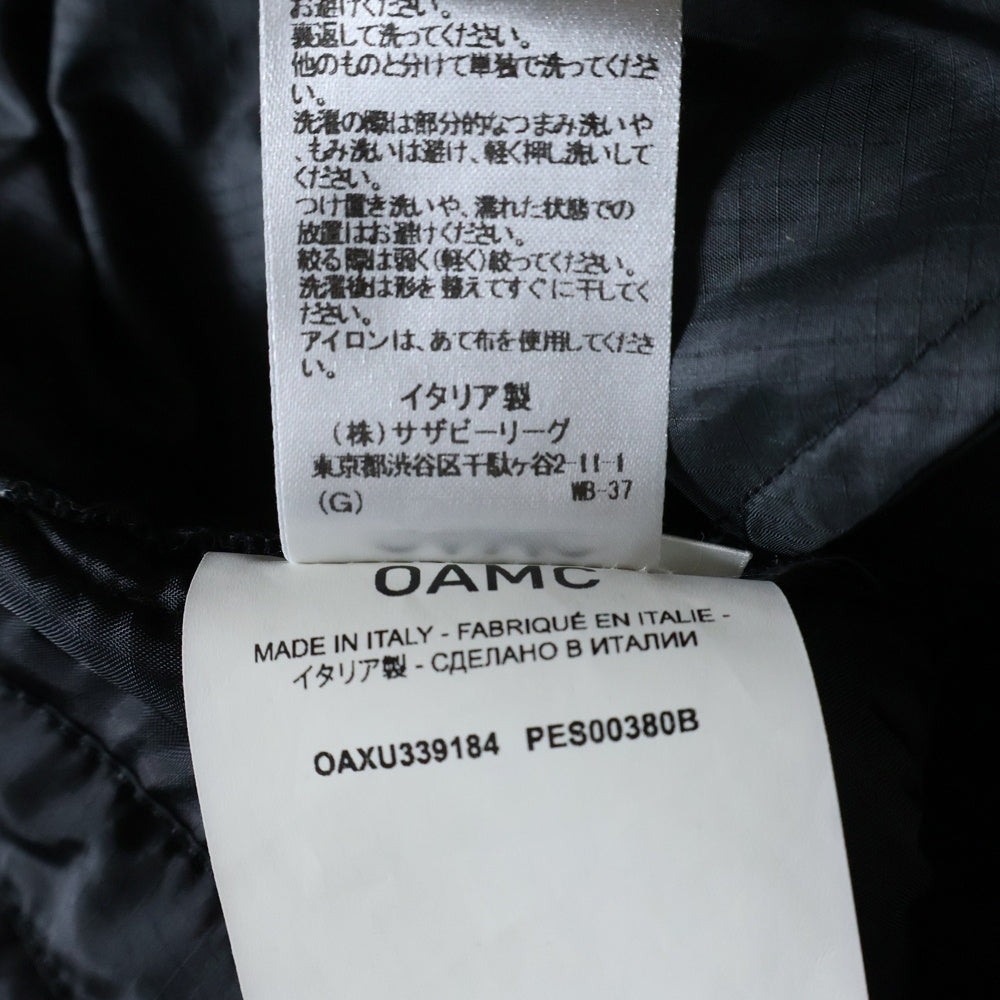 お避けください。
裏返して洗ってください。
他のものと分けて単独で洗ってくださ
い。
洗濯の際は部分的なつまみ洗いや
、もみ洗いは避け、軽く押し洗いして
ください。
つけ置き洗いや、濡れた状態での
放置はお避けください。
絞る際は弱く(軽く)絞ってください。
洗濯後は形を整えてすぐに干してく
ださい。
アイロンは、あて布を使用してくださ
い。
イタリア製
(株)サザビーリーグ
東京都渋谷区千駄ヶ谷2-11-1
(G) WB-37
OAMC
MADE IN ITALY - FABRIQUÉ EN ITALIE -
イタリア製 - СДЕЛАНО В ИТАЛИИ
OAXU339184 PES00380B